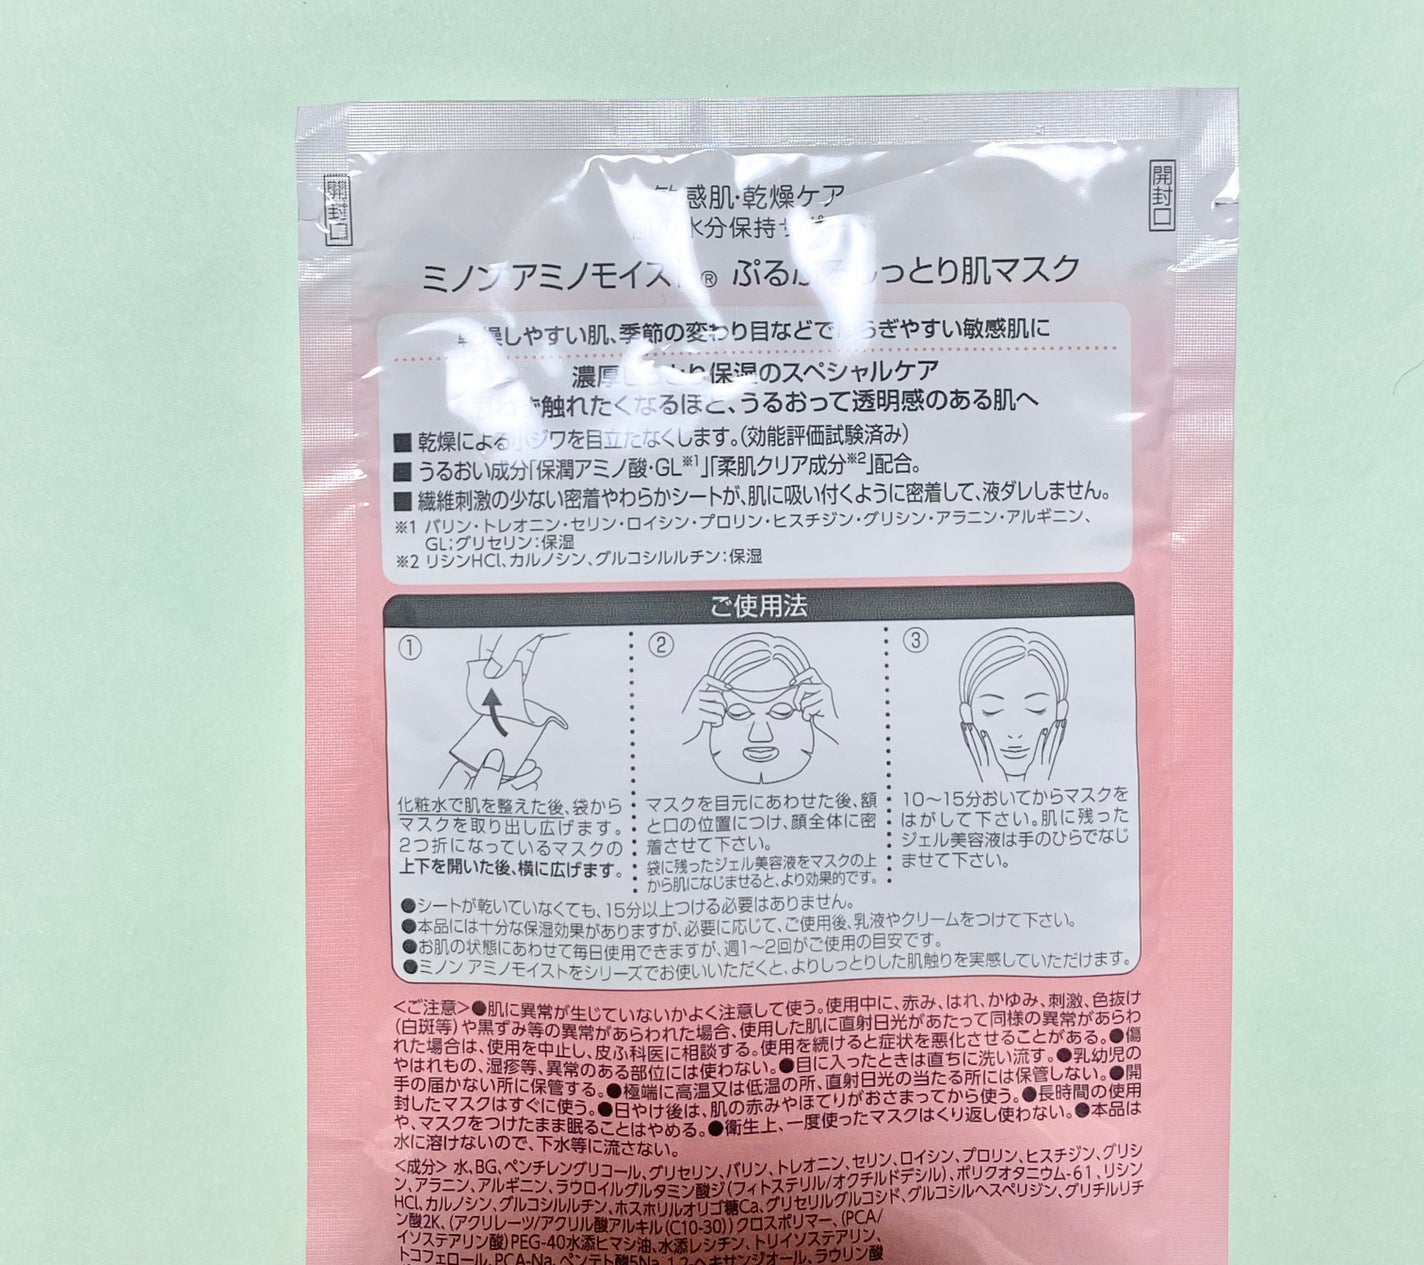 開封口
開封口
敏感肌・乾燥ケア
水分保持サポート
ミノン アミノモイスト® ぷるぷるしっとり肌マスク
乾燥しやすい肌、季節の変わり目などでゆらぎやすい敏感肌に
濃厚しっとり保湿のスペシャルケア
思わず触れたくなるほど、うるおって透明感のある肌へ
■ 乾燥による小ジワを目立たなくします。(効能評価試験済み)
■ うるおい成分「保潤アミノ酸・GL※1」「柔肌クリア成分※2」配合。
■ 繊維刺激の少ない密着やわらかシートが、肌に吸い付くように密着して、液ダレしません。
※1 バリン・トレオニン・セリン・ロイシン・プロリン・ヒスチジン・グリシン・アラニン・アルギニン、
GL;グリセリン:保湿
※2 リシンHCl、カルノシン、グルコシルルチン:保湿
ご使用法
①
化粧水で肌を整えた後、袋から
マスクを取り出し広げます。
2つ折になっているマスクの
上下を開いた後、横に広げます。
②
マスクを目元にあわせた後、額
と口の位置につけ、顔全体に密
着させて下さい。
袋に残ったジェル美容液をマスクの上
から肌になじませると、より効果的です。
③
10～15分おいてからマスクを
はがして下さい。肌に残った
ジェル美容液は手のひらでなじ
ませて下さい。
●シートが乾いていなくても、15分以上つける必要はありません。
●本品には十分な保湿効果がありますが、必要に応じて、ご使用後、乳液やクリームをつけて下さい。
●お肌の状態にあわせて毎日使用できますが、週1～2回がご使用の目安です。
●ミノン アミノモイストをシリーズでお使いいただくと、よりしっとりした肌触りを実感していただけます。
<ご注意>●肌に異常が生じていないかよく注意して使う。使用中に、赤み、はれ、かゆみ、刺激、色抜け
(白斑等)や黒ずみ等の異常があらわれた場合、使用した肌に直射日光があたって同様の異常があらわ
れた場合は、使用を中止し、皮ふ科医に相談する。使用を続けると症状を悪化させることがある。●傷
やはれもの、湿疹等、異常のある部位には使わない。●目に入ったときは直ちに洗い流す。●乳幼児の
手の届かない所に保管する。●極端に高温又は低温の所、直射日光の当たる所には保管しない。●開
封したマスクはすぐに使う。●日やけ後は、肌の赤みやほてりがおさまってから使う。●長時間の使用
や、マスクをつけたまま眠ることはやめる。●衛生上、一度使ったマスクはくり返し使わない。●本品は
水に溶けないので、下水等に流さない。
<成分> 水、BG、ペンチレングリコール、グリセリン、バリン、トレオニン、セリン、ロイシン、プロリン、ヒスチジン、グリシ
ン、アラニン、アルギニン、ラウロイルグルタミン酸ジ(フィトステリル/オクチルドデシル)、ポリクオタニウム-61、リシン
HCl、カルノシン、グルコシルルチン、ホスホリルオリゴ糖Ca、グリセリルグルコシド、グルコシルヘスペリジン、グリチルリチ
ン酸2K、(アクリレーツ/アクリル酸アルキル(C10-30))クロスポリマー、(PCA/
イソステアリン酸)PEG-40水添ヒマシ油、水添レシチン、トリイソステアリン、
トコフェロール、PCA-Na、ペンテト酸5Na、1,2-ヘキサンジオール、ラウリン酸